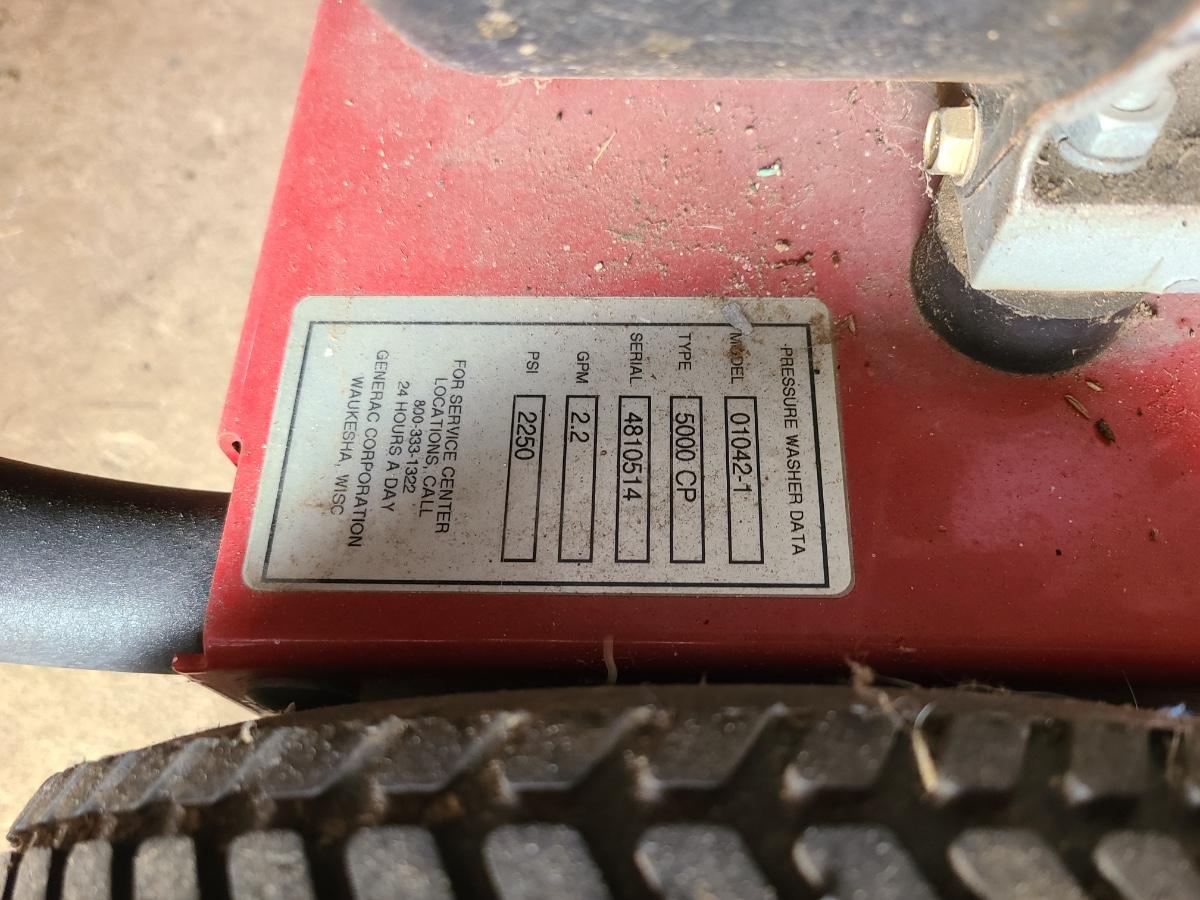 PRESSURE WASHER DATA
MODEL 01042-1
TYPE 5000 CP
SERIAL 4810514
GPM 2.2
PSI 2250
FOR SERVICE CENTER
LOCATIONS, CALL
800-333-1322
24 HOURS A DAY
GENERAC CORPORATION
WAUKESHA, WISC